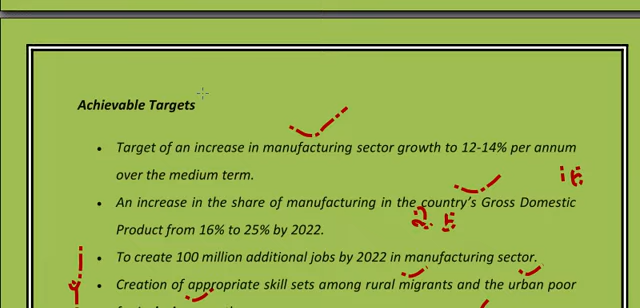 Achievable Targets
• Target of an increase in manufacturing sector growth to 12-14% per annum
over the medium term.
• An increase in the share of manufacturing in the country's Gross Domestic
Product from 16% to 25% by 2022.
25
• To create 100 million additional jobs by 2022 in manufacturing sector.
• Creation of appropriate skill sets among rural migrants and the urban poor